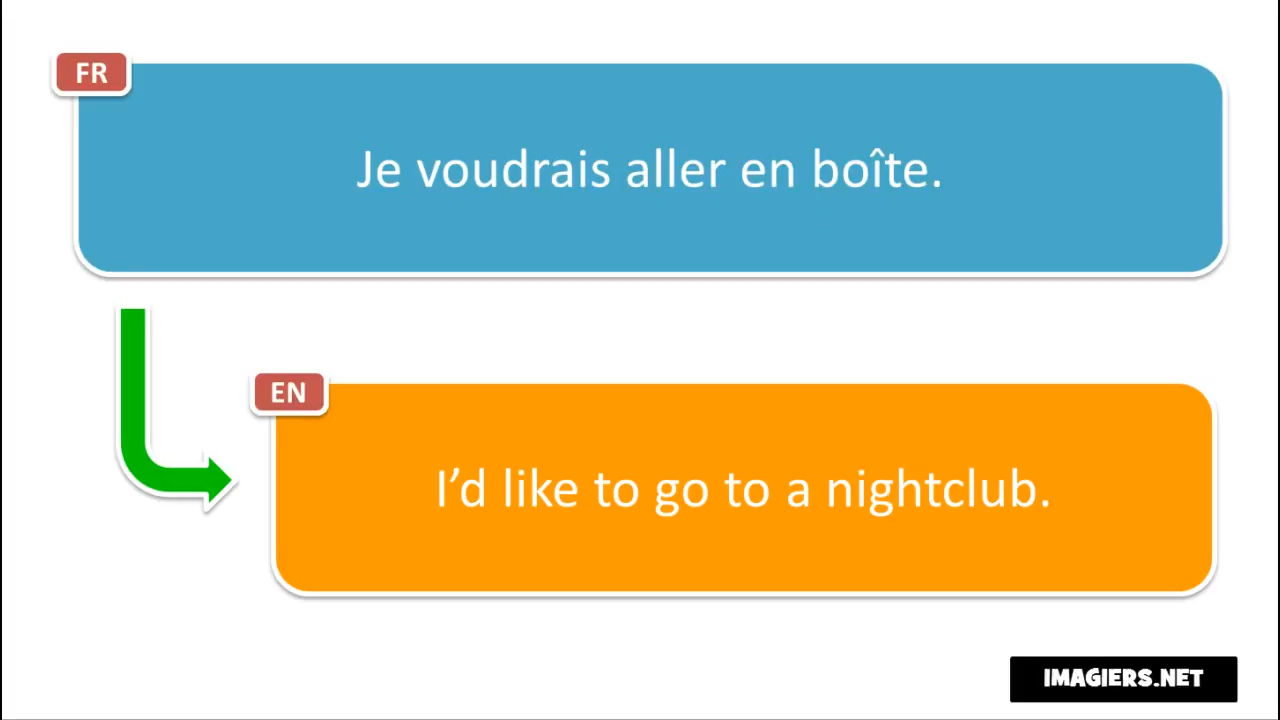 FR
Je voudrais aller en boîte.
EN
I’d like to go to a nightclub.
IMAGIERS.NET